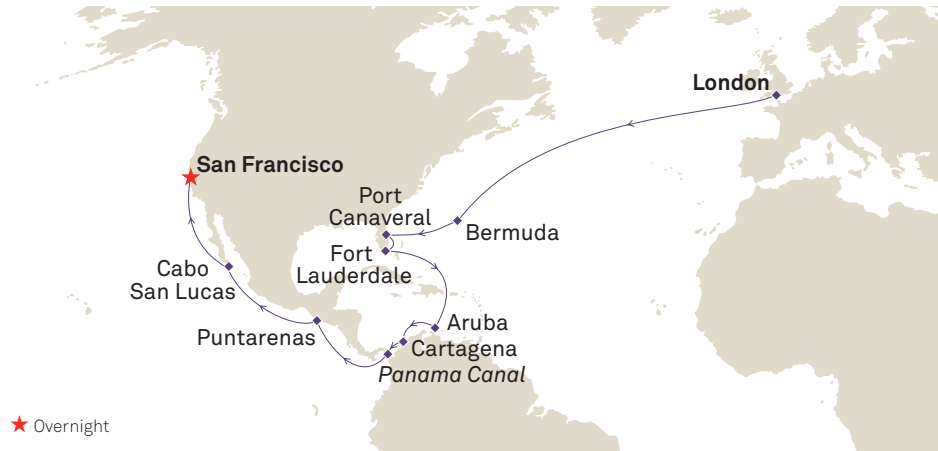 London
San Francisco
Port
Canaveral
Bermuda
Fort
Lauderdale
Cabo
San Lucas
Aruba
Puntarenas
Cartagena
Panama Canal
Overnight